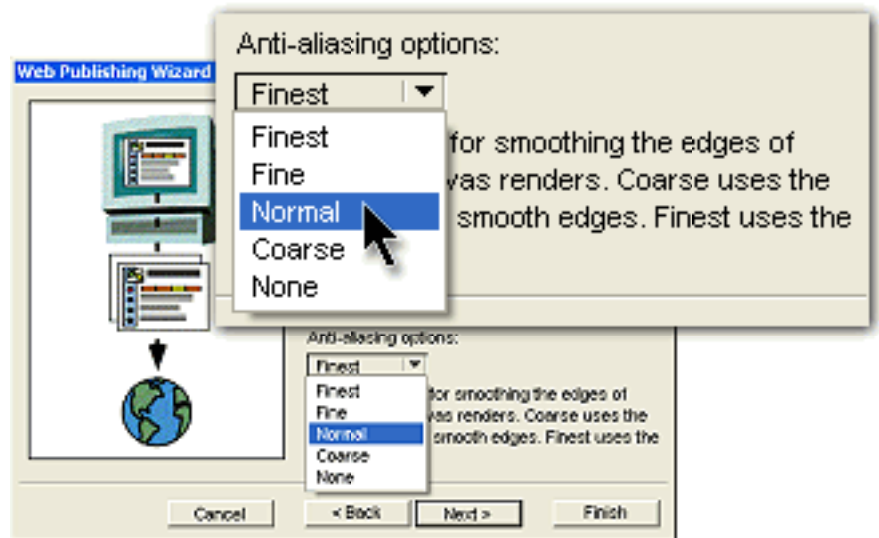 Web Publishing Wizard
Anti-aliasing options:
Finest
Finest
Fine
Normal
Coarse
None
for smoothing the edges of
vas renders. Coarse uses the
smooth edges. Finest uses the
Anti-aliasing options:
Finest
Finest
Fine
Normal
Coarse
None
for smoothing the edges of
vas renders. Coarse uses the
smooth edges. Finest uses the
Cancel
< Back
Next >
Finish